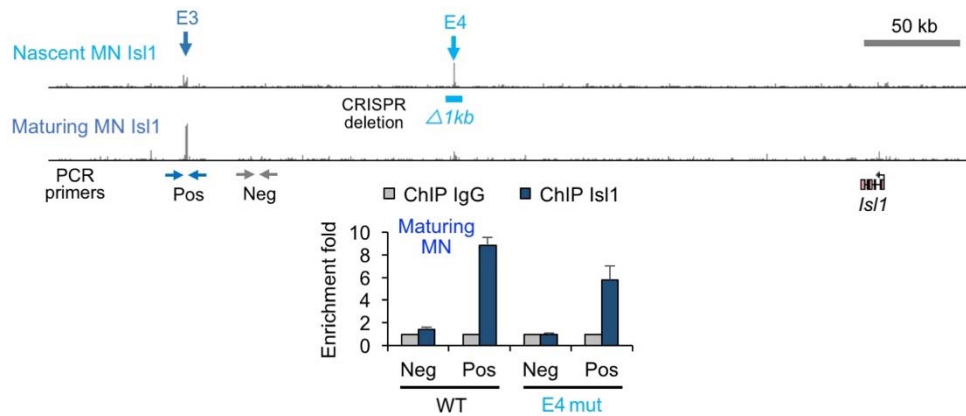 E3
E4
50 kb
Nascent MN Isl1
CRISPR
deletion
△1kb
Maturing MN Isl1
PCR
primers
Pos
Neg
Isl1
ChIP IgG
ChIP Isl1
Maturing
MN
Enrichment fold
10
8
6
4
2
0
Neg
Pos
Neg
Pos
WT
E4 mut